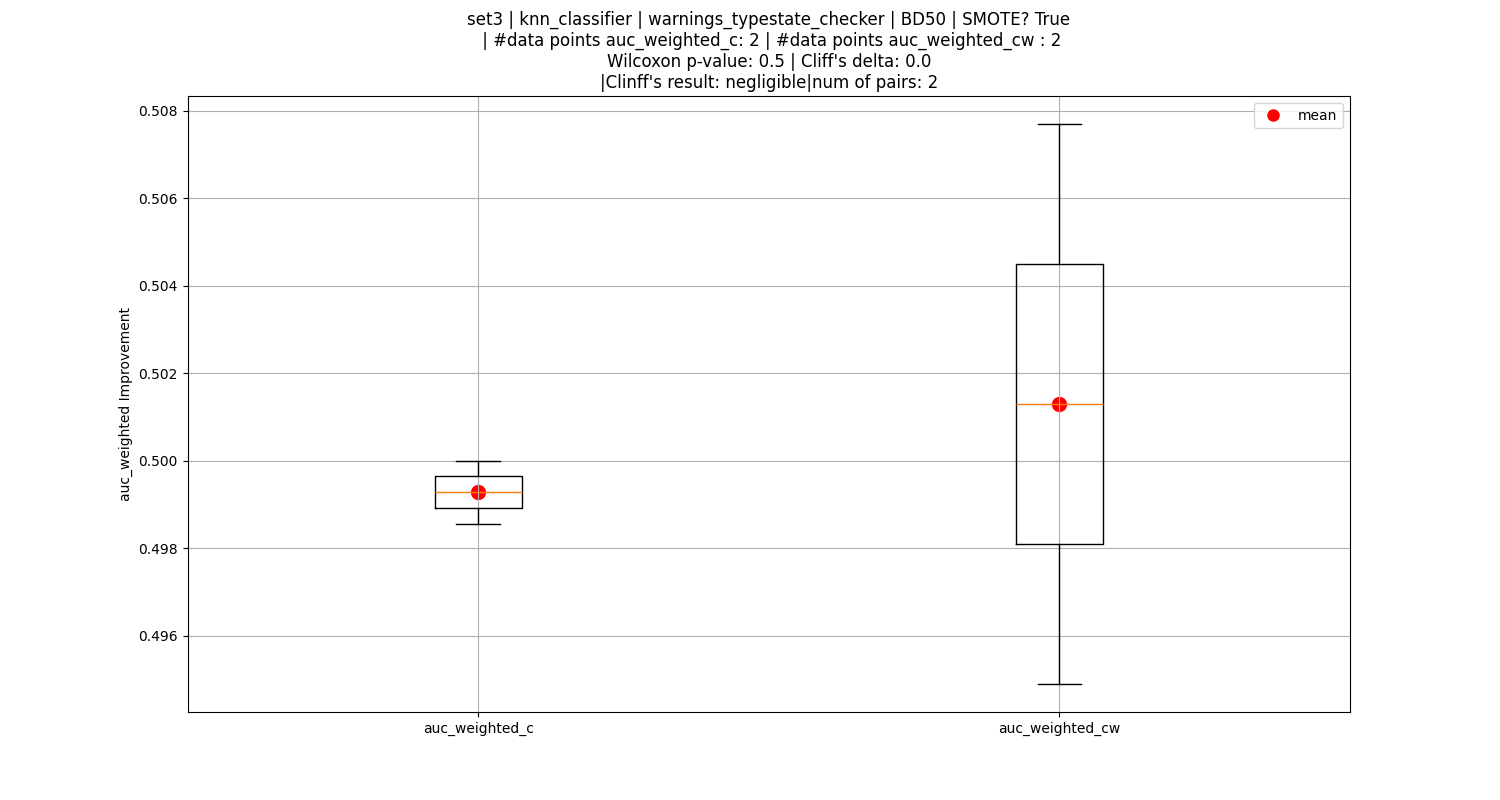 set3 | knn_classifier | warnings_typestate_checker | BD50 | SMOTE? True
| #data points auc_weighted_c: 2 | #data points auc_weighted_cw : 2
Wilcoxon p-value: 0.5 | Cliff's delta: 0.0
|Clinff's result: negligible|num of pairs: 2
mean
0.508
0.506
0.504
0.502
0.500
0.498
0.496
auc_weighted Improvement
auc_weighted_c
auc_weighted_cw